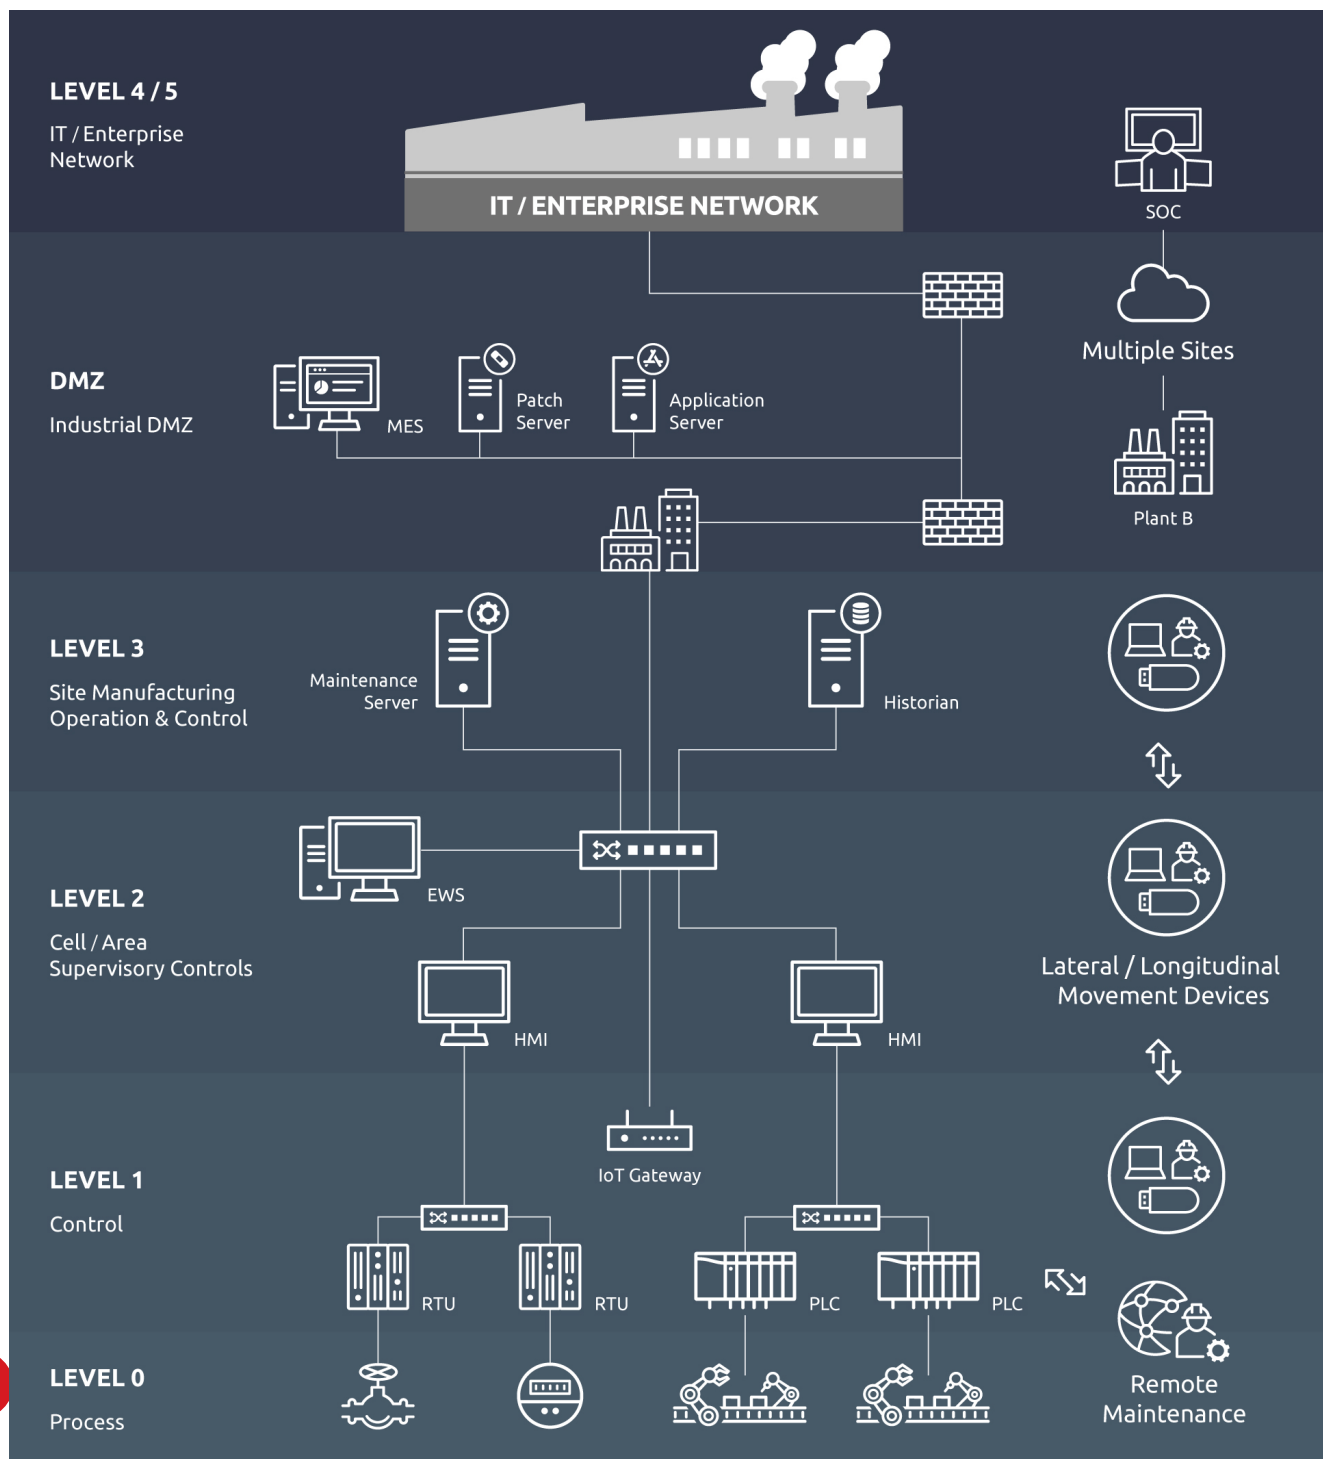 LEVEL 4 / 5
IT / Enterprise
Network
IT / ENTERPRISE NETWORK
SOC
Multiple Sites
DMZ
Industrial DMZ
MES
Patch
Server
Application
Server
Plant B
LEVEL 3
Site Manufacturing
Operation & Control
Maintenance
Server
Historian
LEVEL 2
Cell / Area
Supervisory Controls
EWS
HMI
HMI
Lateral / Longitudinal
Movement Devices
LEVEL 1
Control
IoT Gateway
RTU
RTU
PLC
PLC
LEVEL 0
Process
Remote
Maintenance